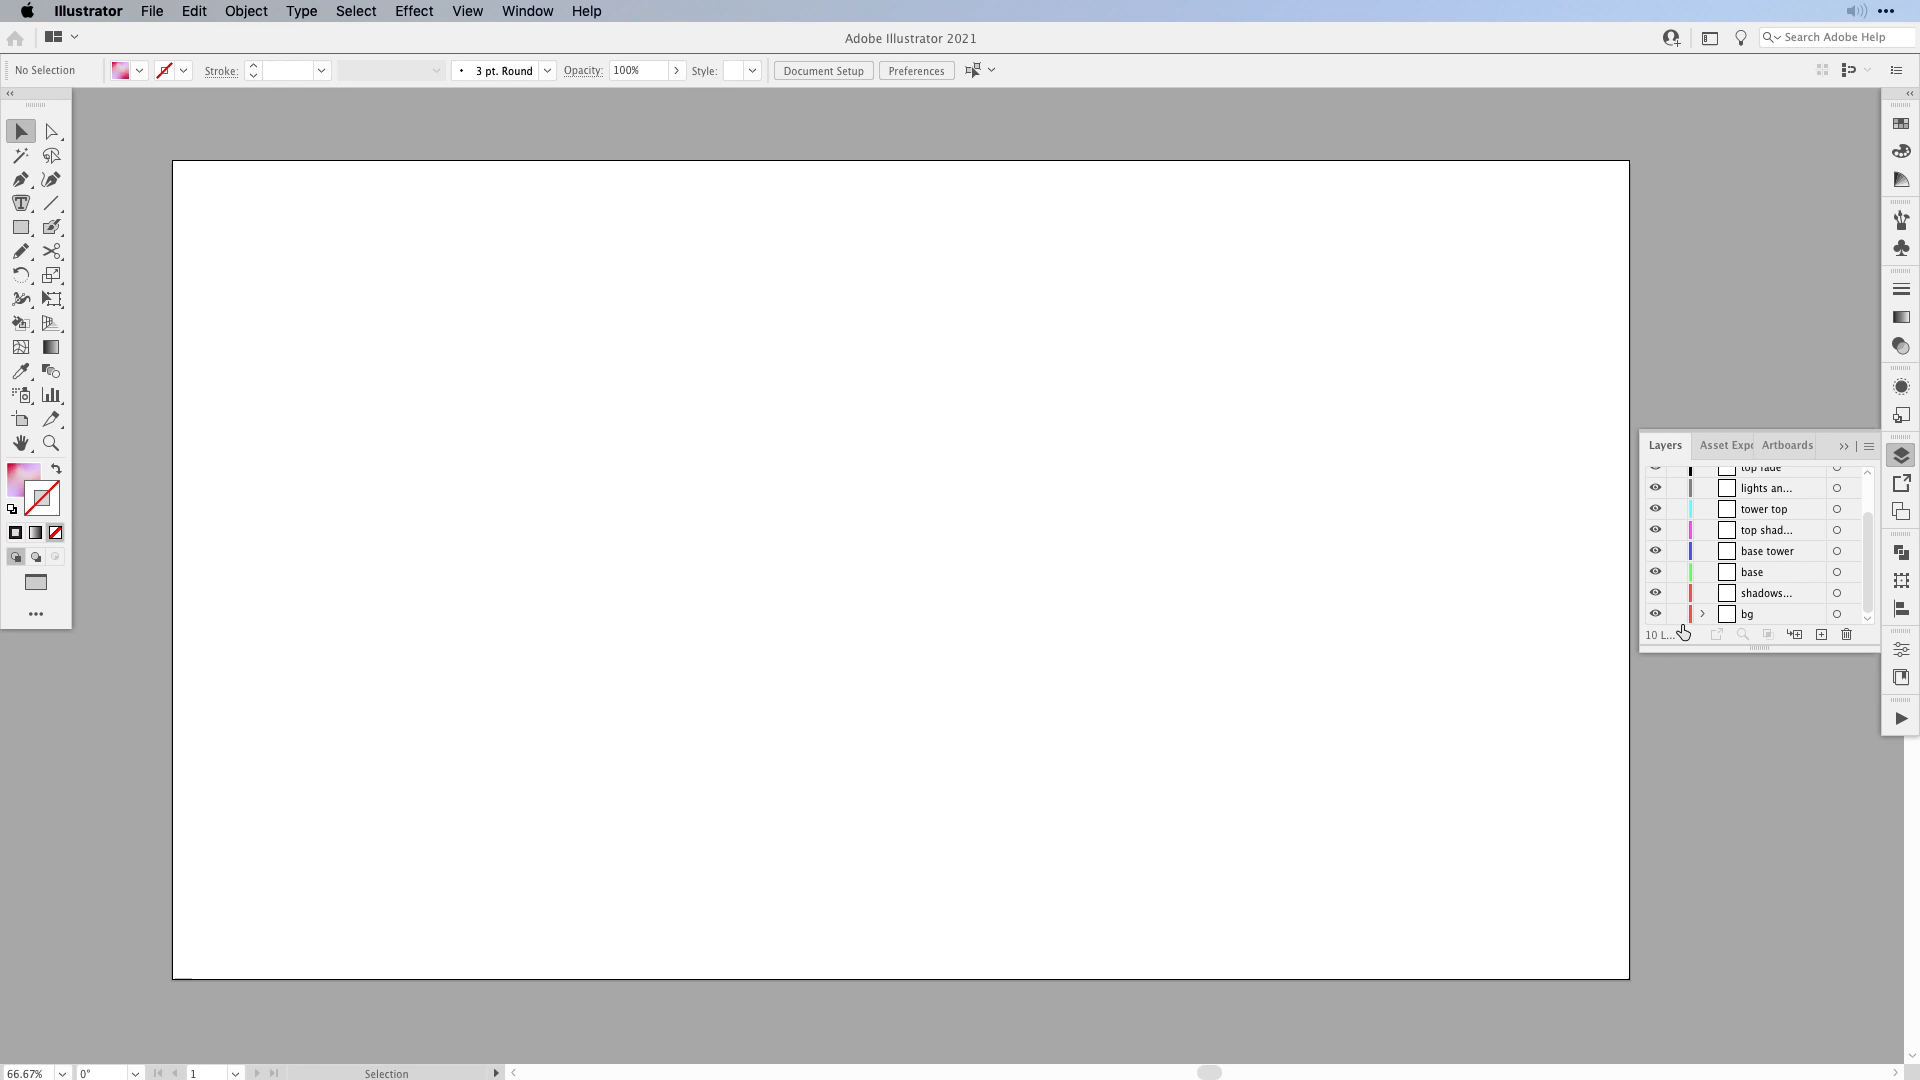 Illustrator File Edit Object Type Select Effect View Window Help
Adobe Illustrator 2021
Search Adobe Help
No Selection
Stroke:
3 pt. Round
Opacity: 100%
Style:
Document Setup
Preferences
Layers Asset Expo Artboards
top fade
lights an...
tower top
top shad...
base tower
base
shadows...
bg
10 L...
66.67%
0°
1
Selection